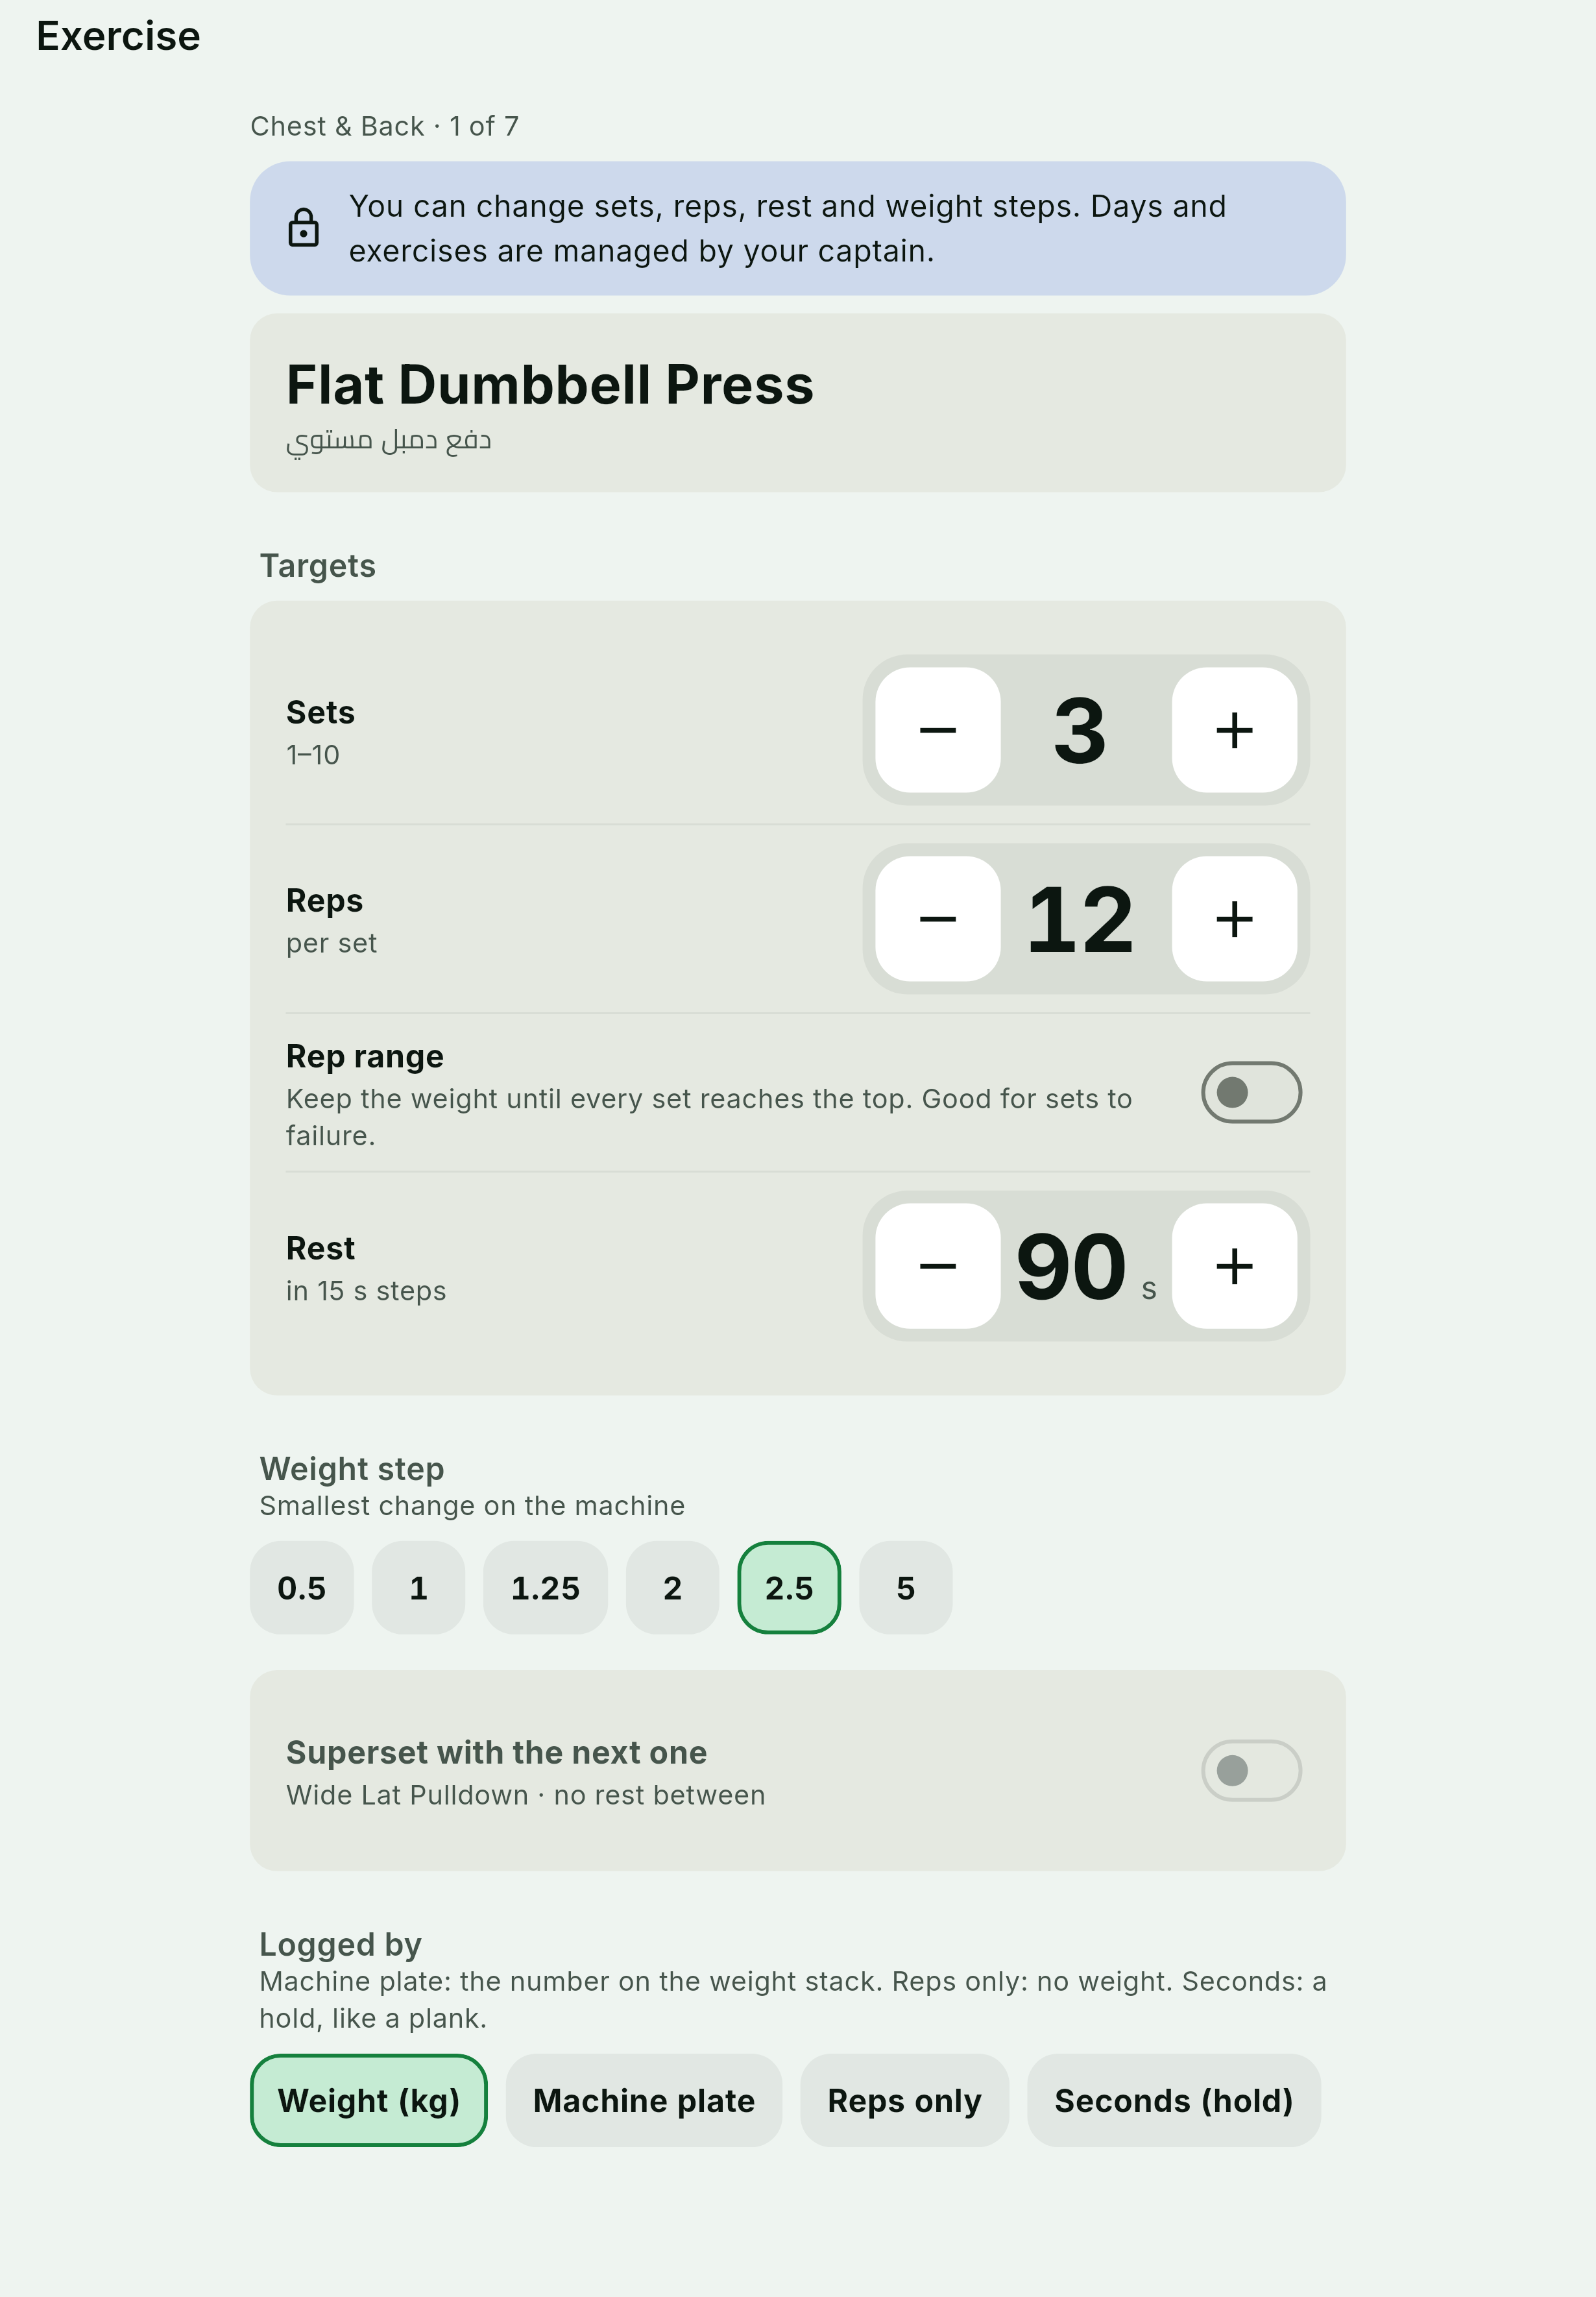 Exercise
Chest & Back · 1 of 7
You can change sets, reps, rest and weight steps. Days and
exercises are managed by your captain.
Flat Dumbbell Press
دفع دمبل مستوي
Targets
Sets
1–10
− 3 +
Reps
per set
− 12 +
Rep range
Keep the weight until every set reaches the top. Good for sets to
failure.
Rest
in 15 s steps
− 90 s +
Weight step
Smallest change on the machine
0.5 1 1.25 2 2.5 5
Superset with the next one
Wide Lat Pulldown · no rest between
Logged by
Machine plate: the number on the weight stack. Reps only: no weight. Seconds: a
hold, like a plank.
Weight (kg) Machine plate Reps only Seconds (hold)